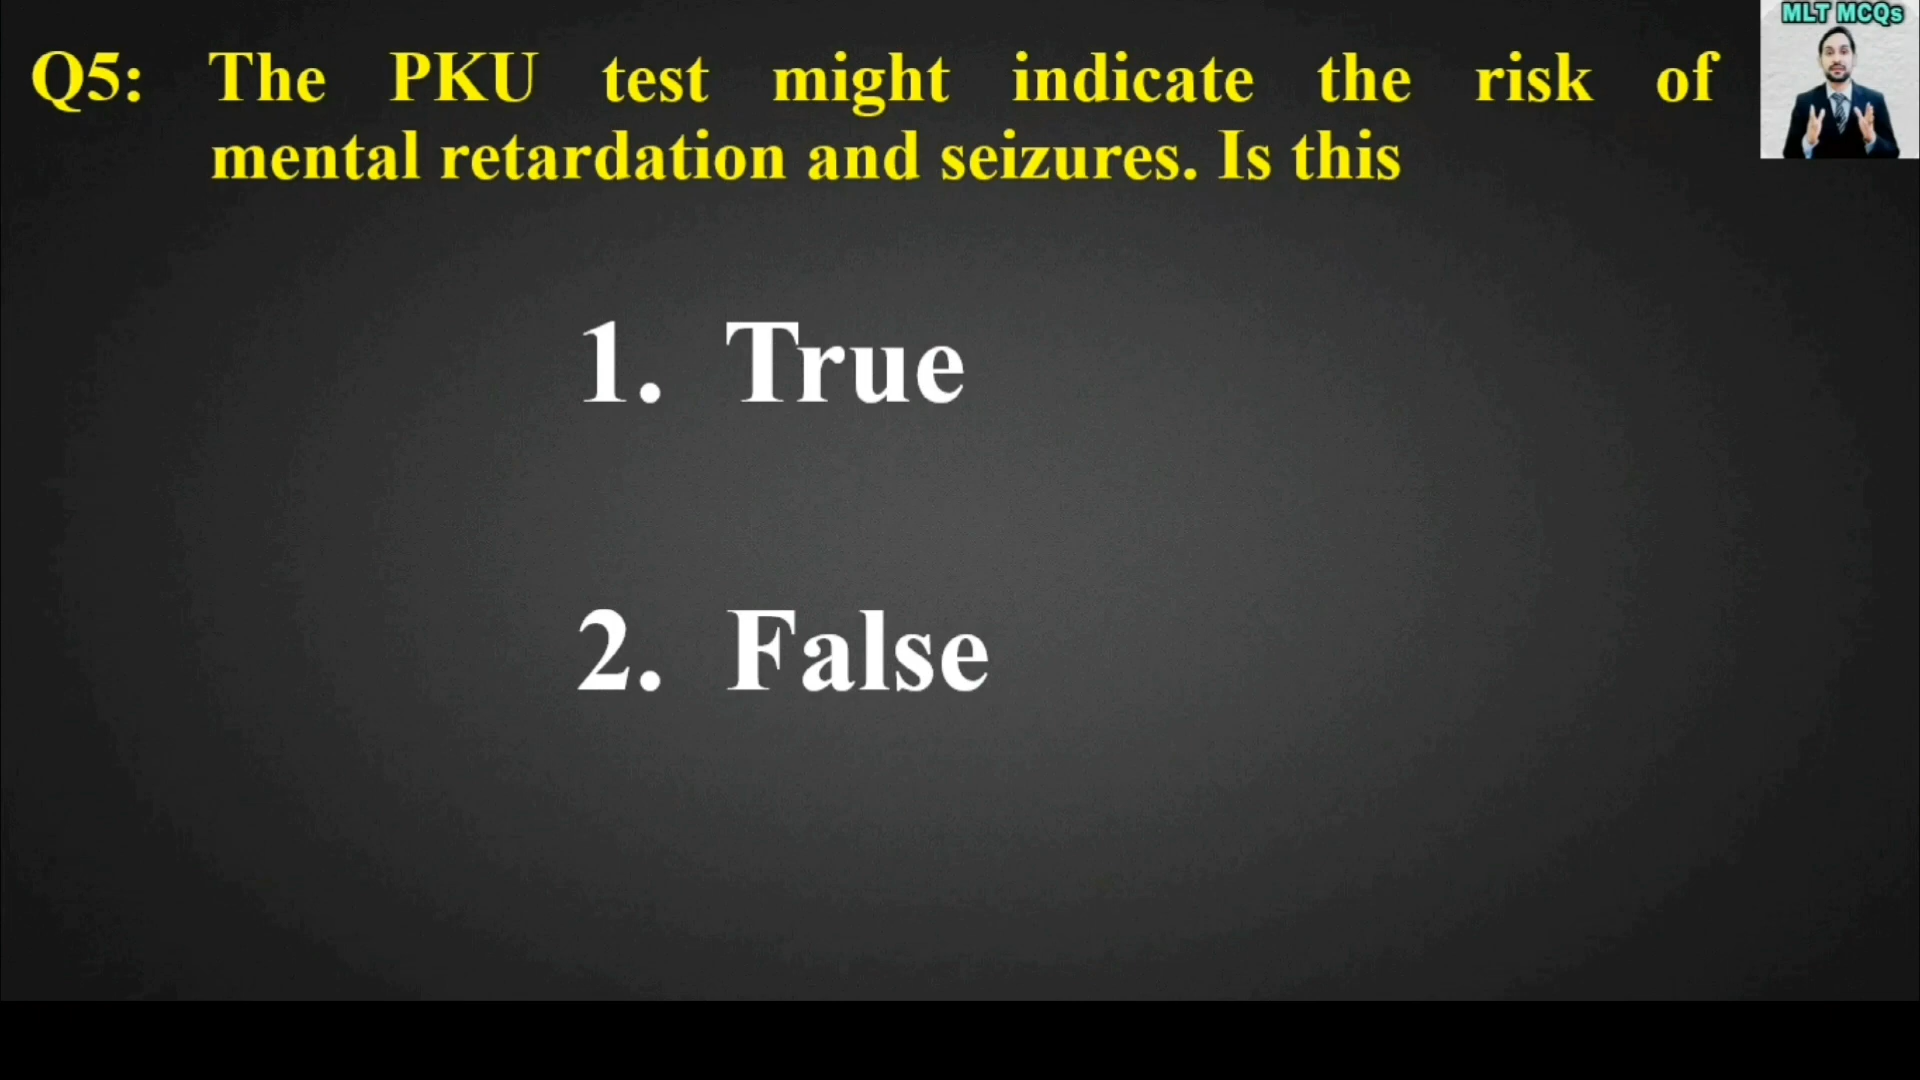 MLT MCQs
Q5: The PKU test might indicate the risk of
mental retardation and seizures. Is this
1. True
2. False